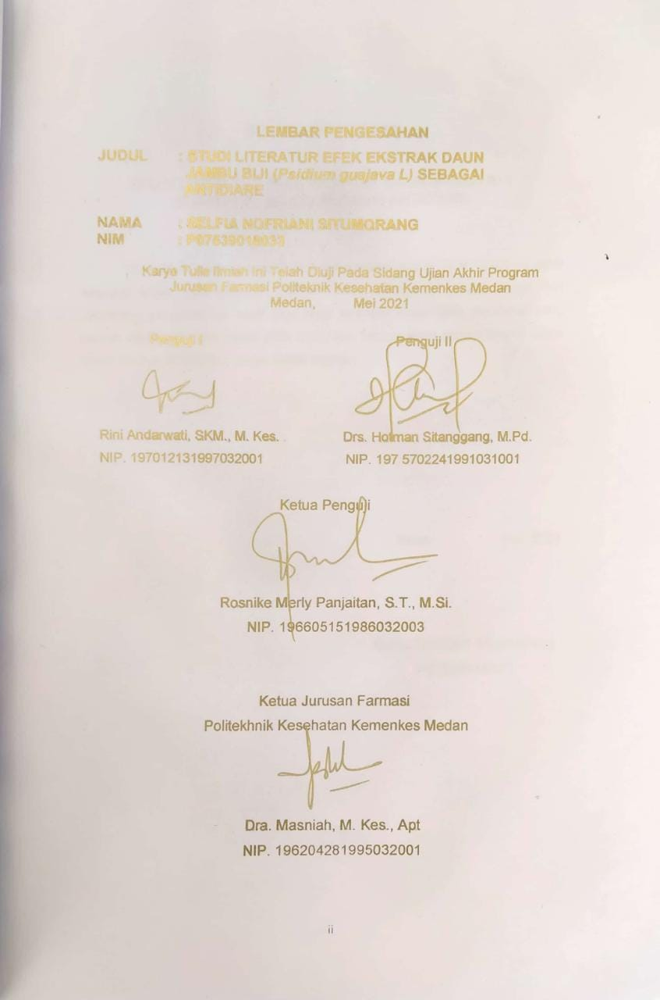 LEMBAR PENGESAHAN
JUDUL : STUDI LITERATUR EFEK EKSTRAK DAUN
JAMBU BIJI (Psidium guajava L) SEBAGAI
ANTIDIARE
NAMA : SELFIA NOFRIANI SITUMORANG
NIM : P07539018033
Karya Tulis Ilmiah Ini Telah Diuji Pada Sidang Ujian Akhir Program
Jurusan Farmasi Politeknik Kesehatan Kemenkes Medan
Medan, Mei 2021
Penguji I Penguji II
Rini Andarwati, SKM., M. Kes. Drs. Hotman Sitanggang, M.Pd.
NIP. 197012131997032001 NIP. 197 5702241991031001
Ketua Penguji
Rosnike Merly Panjaitan, S.T., M.Si.
NIP. 196605151986032003
Ketua Jurusan Farmasi
Politekhnik Kesehatan Kemenkes Medan
Dra. Masniah, M. Kes., Apt
NIP. 196204281995032001
ii